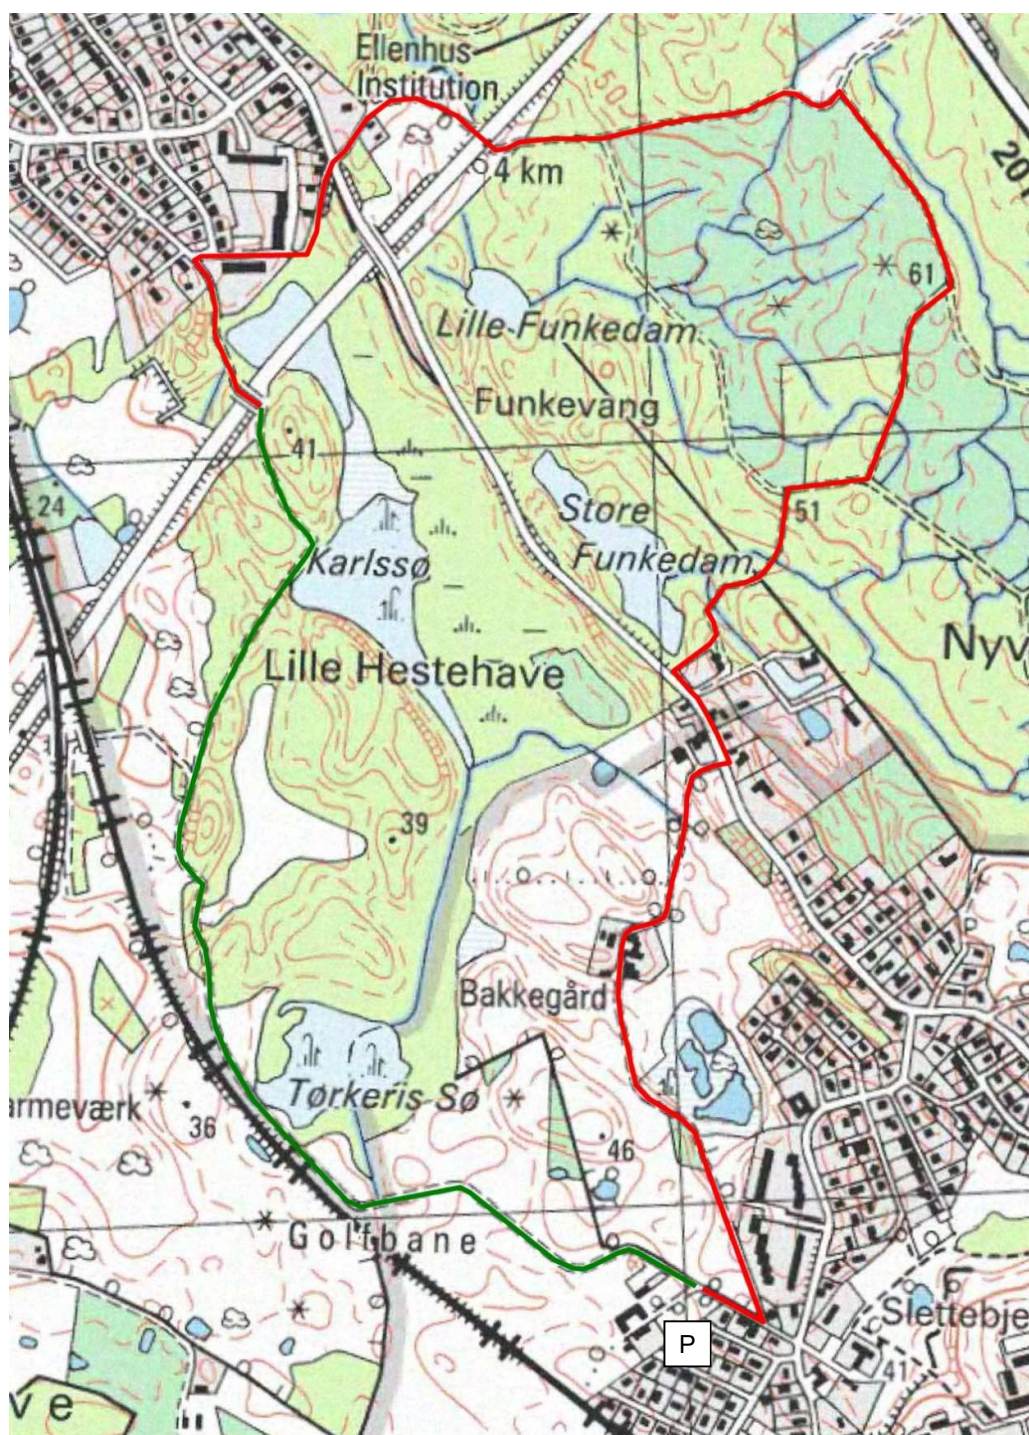 Ellenhus
Institution
4 km
20
61
Lille Funkedam
Funkevang
41
24
51
Store
Funkedam
Karlssø
Nyv
Lille Hestehave
39
Bakkegård
Tørkeris Sø
armeværk
36
46
Golfbane
Slettebje
P
41
ve